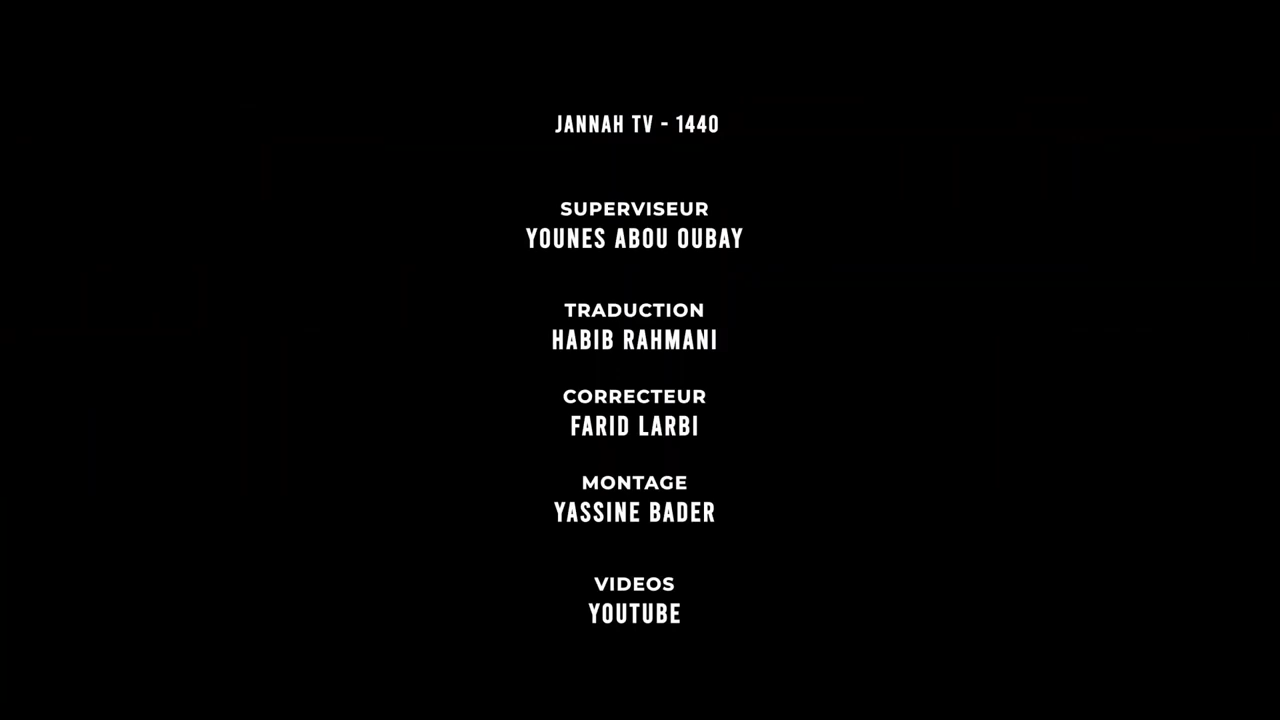 JANNAH TV - 1440
SUPERVISEUR
YOUNES ABOU OUBAY
TRADUCTION
HABIB RAHMANI
CORRECTEUR
FARID LARBI
MONTAGE
YASSINE BADER
VIDEOS
YOUTUBE